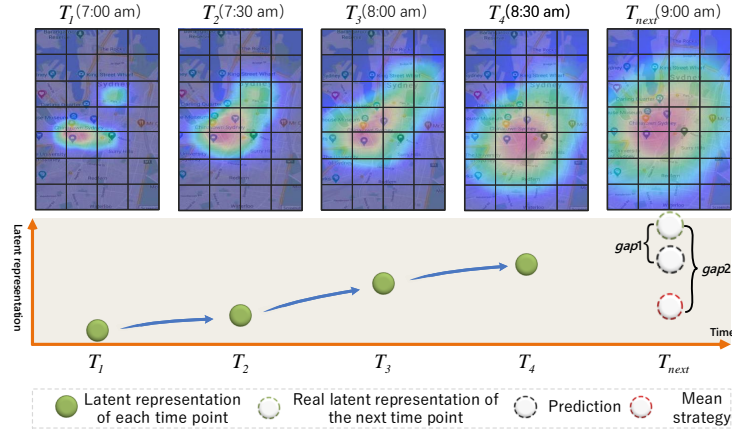 T1(7:00 am) T2(7:30 am) T3(8:00 am) T4(8:30 am) Tnext(9:00 am)
Latent representation
gap1
gap2
Time
T1 T2 T3 T4 Tnext
Latent representation of each time point
Real latent representation of the next time point
Prediction
Mean strategy